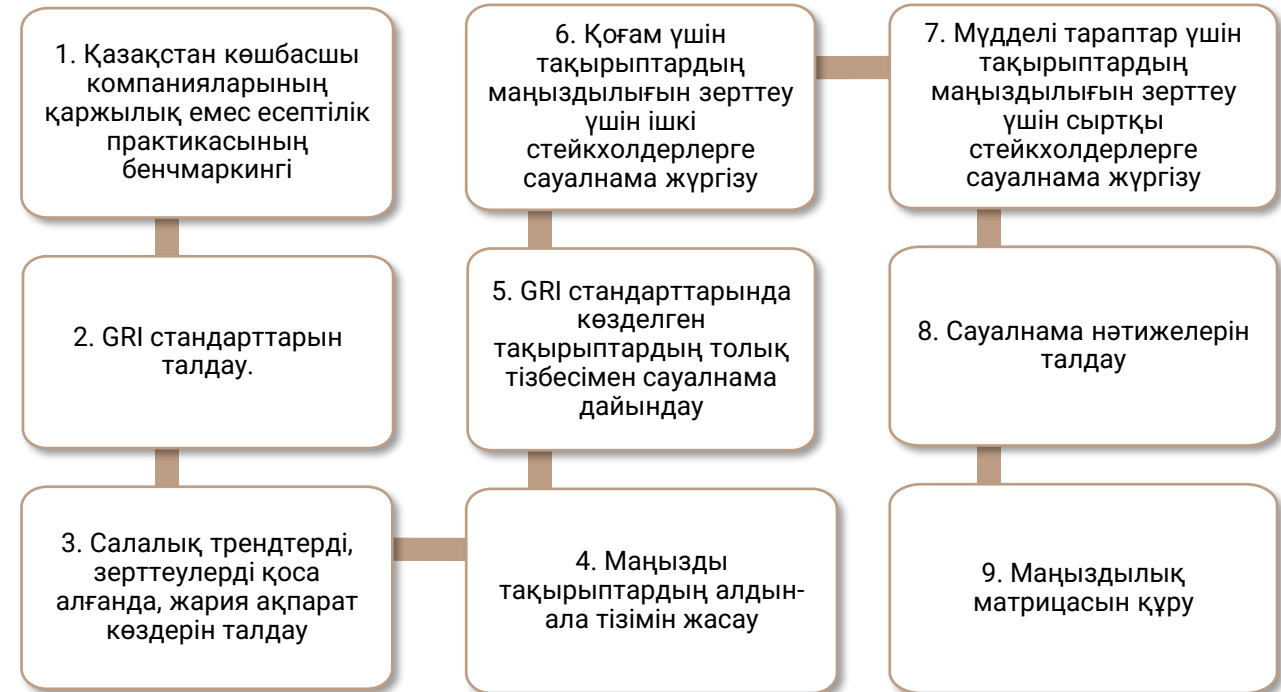 1. Қазақстан көшбасшы
компанияларының
қаржылық емес есептілік
практикасының
бенчмаркингі
2. GRI стандарттарын
талдау.
3. Салалық трендтерді,
зерттеулерді қоса
алғанда, жария ақпарат
көздерін талдау
4. Маңызды
тақырыптардың алдын-
ала тізімін жасау
5. GRI стандарттарында
көзделген
тақырыптардың толық
тізбесімен сауалнама
дайындау
6. Қоғам үшін
тақырыптардың
маңыздылығын зерттеу
үшін ішкі
стейкхолдерлерге
сауалнама жүргізу
7. Мүдделі тараптар үшін
тақырыптардың
маңыздылығын зерттеу
үшін сыртқы
стейкхолдерлерге
сауалнама жүргізу
8. Сауалнама нәтижелерін
талдау
9. Маңыздылық
матрицасын құру